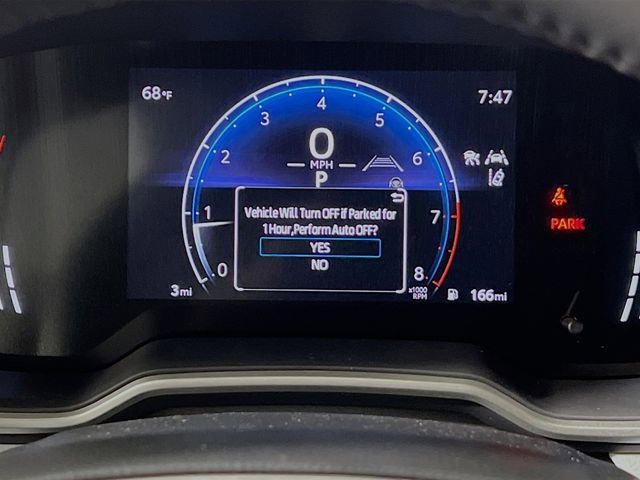 68°F
7:47
4
3
5
2
0
6
MPH
P
1
7
Vehicle Will Turn OFF if Parked for
1 Hour,Perform Auto OFF?
YES
NO
0
8
x1000
RPM
3mi
166mi
PARK